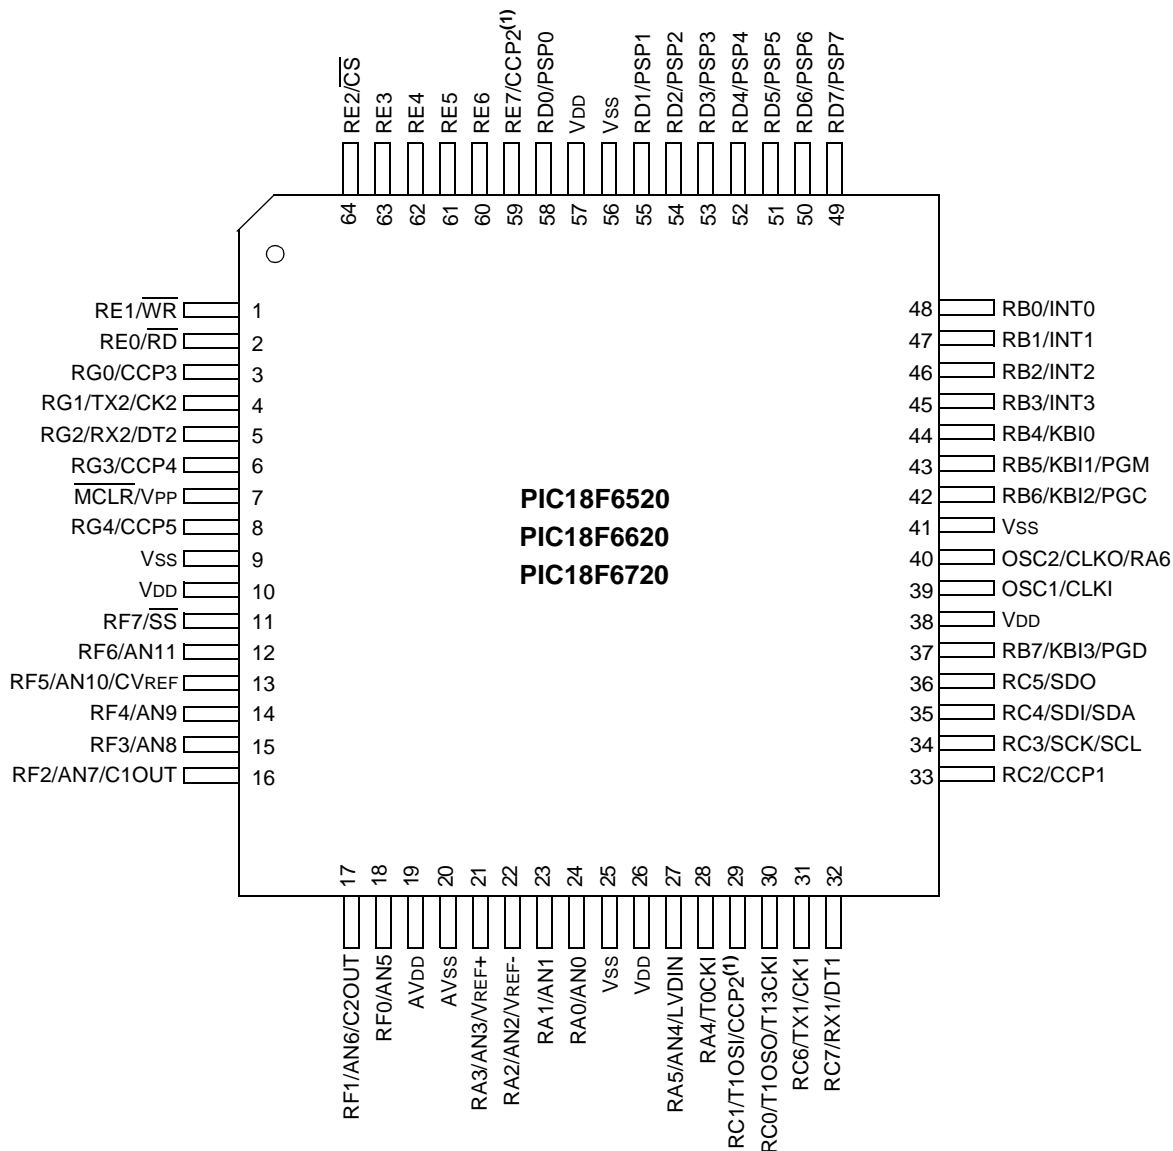 RE2/CS
RE3
RE4
RE5
RE6
RE7/CCP2(1)
RD0/PSP0
VDD
VSS
RD1/PSP1
RD2/PSP2
RD3/PSP3
RD4/PSP4
RD5/PSP5
RD6/PSP6
RD7/PSP7
64 63 62 61 60 59 58 57 56 55 54 53 52 51 50 49
RE1/WR 1
RE0/RD 2
RG0/CCP3 3
RG1/TX2/CK2 4
RG2/RX2/DT2 5
RG3/CCP4 6
MCLR/VPP 7
RG4/CCP5 8
VSS 9
VDD 10
RF7/SS 11
RF6/AN11 12
RF5/AN10/CVREF 13
RF4/AN9 14
RF3/AN8 15
RF2/AN7/C1OUT 16
PIC18F6520
PIC18F6620
PIC18F6720
48 RB0/INT0
47 RB1/INT1
46 RB2/INT2
45 RB3/INT3
44 RB4/KBI0
43 RB5/KBI1/PGM
42 RB6/KBI2/PGC
41 VSS
40 OSC2/CLKO/RA6
39 OSC1/CLKI
38 VDD
37 RB7/KBI3/PGD
36 RC5/SDO
35 RC4/SDI/SDA
34 RC3/SCK/SCL
33 RC2/CCP1
17 18 19 20 21 22 23 24 25 26 27 28 29 30 31 32
RF1/AN6/C2OUT
RF0/AN5
AVDD
AVSS
RA3/AN3/VREF+
RA2/AN2/VREF-
RA1/AN1
RA0/AN0
VSS
VDD
RA5/AN4/LVDIN
RA4/T0CKI
RC1/T1OSI/CCP2(1)
RC0/T1OSO/T13CKI
RC6/TX1/CK1
RC7/RX1/DT1